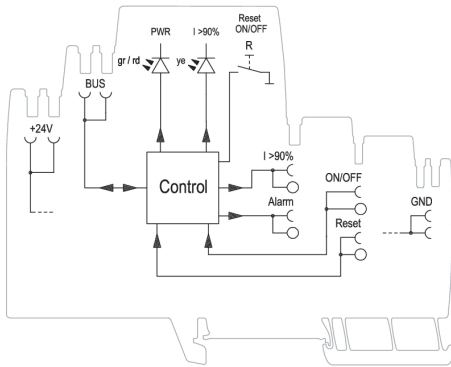 Reset
ON/OFF
PWR
I >90%
R
gr / rd
ye
BUS
+24V
I >90%
Control
ON/OFF
Alarm
GND
Reset